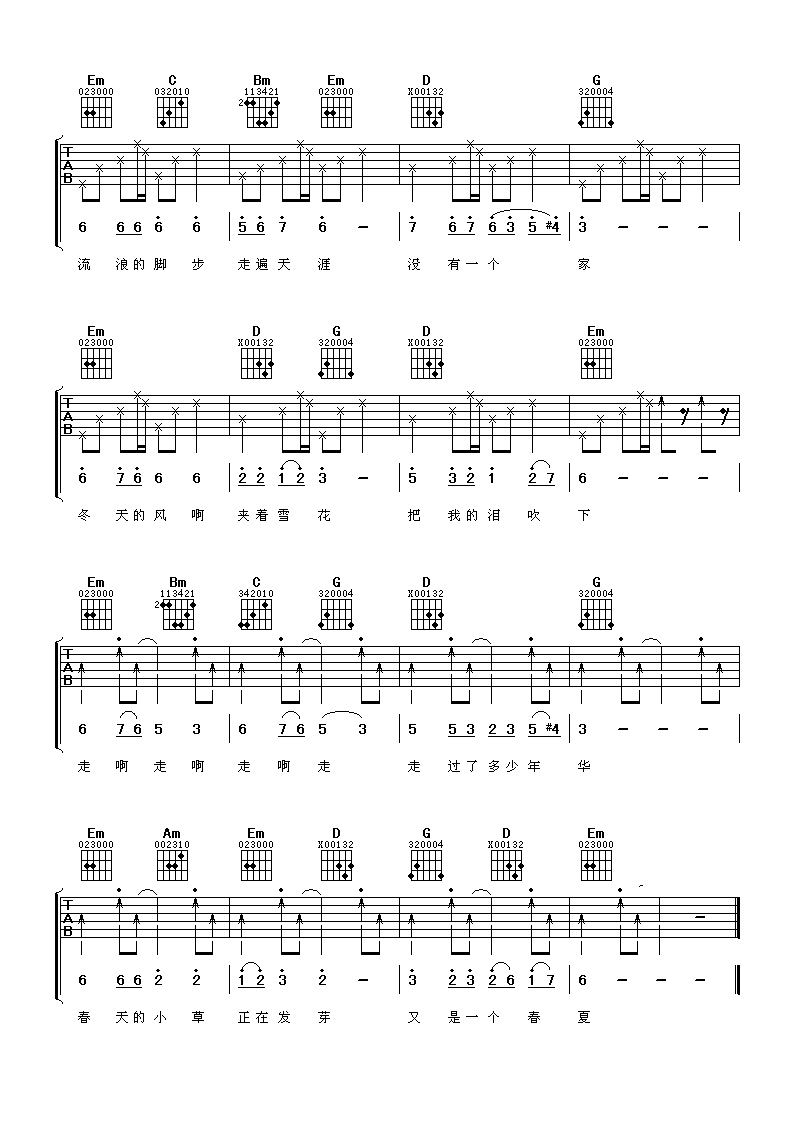 Em C Bm Em D G
023000 032010 113421 023000 X00132 320004
2
T
A
B
6 6 6 6 6 5 6 7 6 – 7 6 7 6 3 5 #4 3 – – –
流 浪 的 脚 步 走 遍 天 涯 没 有 一 个 家
Em D G D Em
023000 X00132 320004 X00132 023000
T
A
B
6 7 6 6 6 2 2 1 2 3 – 5 3 2 1 2 7 6 – – –
冬 天 的 风 啊 夹 着 雪 花 把 我 的 泪 吹 下
Em Bm C G D G
023000 113421 342010 320004 X00132 320004
2
T
A
B
6 7 6 5 3 6 7 6 5 3 5 5 3 2 3 5 #4 3 – – –
走 啊 走 啊 走 啊 走 走 过 了 多 少 年 华
Em Am Em D G D Em
023000 002310 023000 X00132 320004 X00132 023000
T
A
B
6 6 6 2 2 1 2 3 2 – 3 2 3 2 6 1 7 6 – –
春 天 的 小 草 正 在 发 芽 又 是 一 个 春 夏